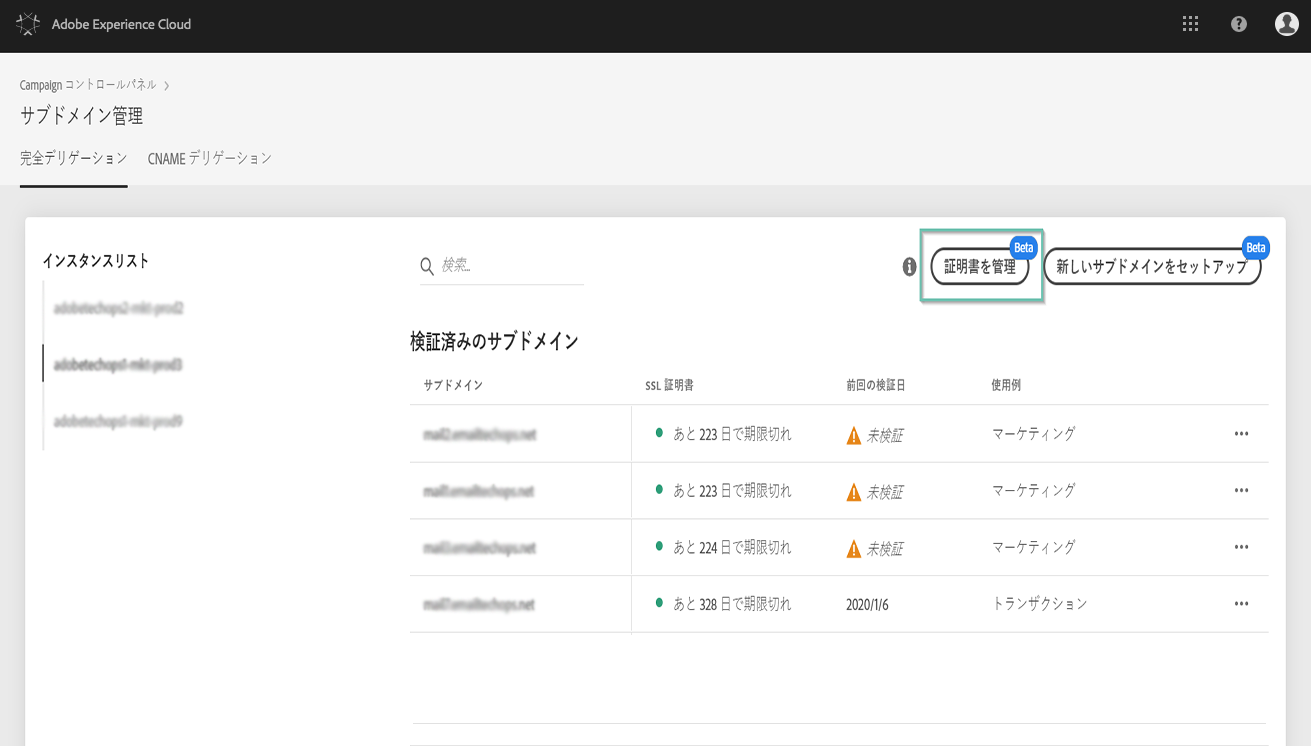 Adobe Experience Cloud
Campaign コントロールパネル
サブドメイン管理
完全デリゲーション CNAME デリゲーション
インスタンスリスト
検索...
証明書を管理 Beta
新しいサブドメインをセットアップ Beta
検証済みのサブドメイン
サブドメイン SSL 証明書 前回の検証日 使用例
あと 223 日で期限切れ 未検証 マーケティング
あと 223 日で期限切れ 未検証 マーケティング
あと 224 日で期限切れ 未検証 マーケティング
あと 328 日で期限切れ 2020/1/6 トランザクション